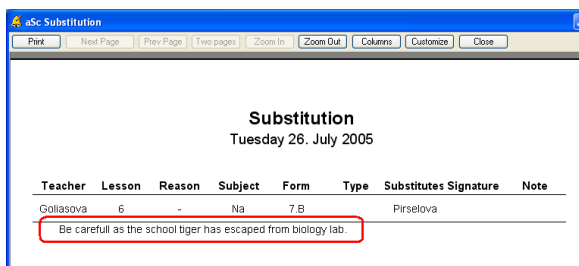 aSc Substitution
Print Next Page Prev Page Two pages Zoom In Zoom Out Columns Customize Close
Substitution
Tuesday 26. July 2005
Teacher Lesson Reason Subject Form Type Substitutes Signature Note
Goliasova 6 - Na 7.B Pirselova
Be carefull as the school tiger has escaped from biology lab.